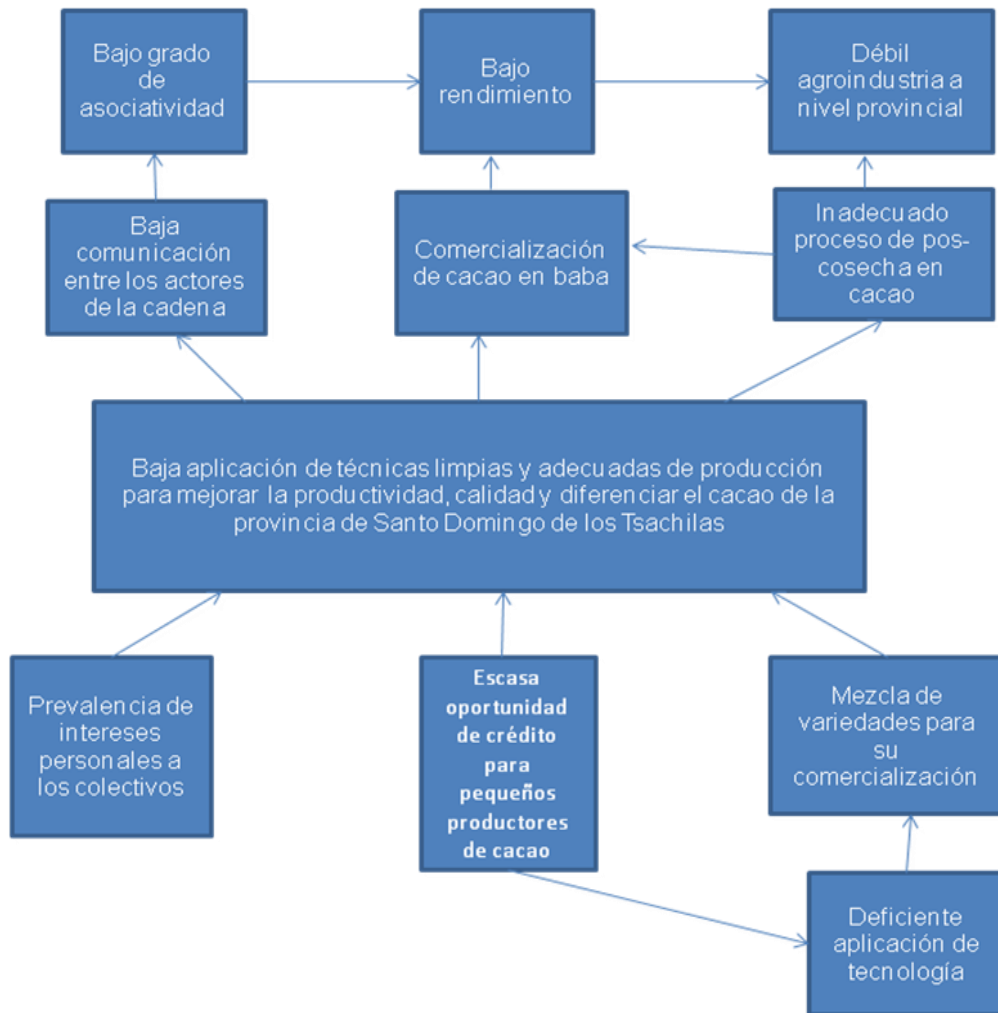 Bajo grado
de
asociatividad
Bajo
rendimiento
Débil
agroindustria a
nivel provincial
Baja
comunicación
entre los actores
de la cadena
Comercialización
de cacao en baba
Inadecuado
proceso de pos-
cosecha en
cacao
Baja aplicación de técnicas limpias y adecuadas de producción
para mejorar la productividad, calidad y diferenciar el cacao de la
provincia de Santo Domingo de los Tsachilas
Prevalencia de
intereses
personales a
los colectivos
Escasa
oportunidad
de crédito
para
pequeños
productores
de cacao
Mezcla de
variedades para
su
comercialización
Deficiente
aplicación de
tecnología